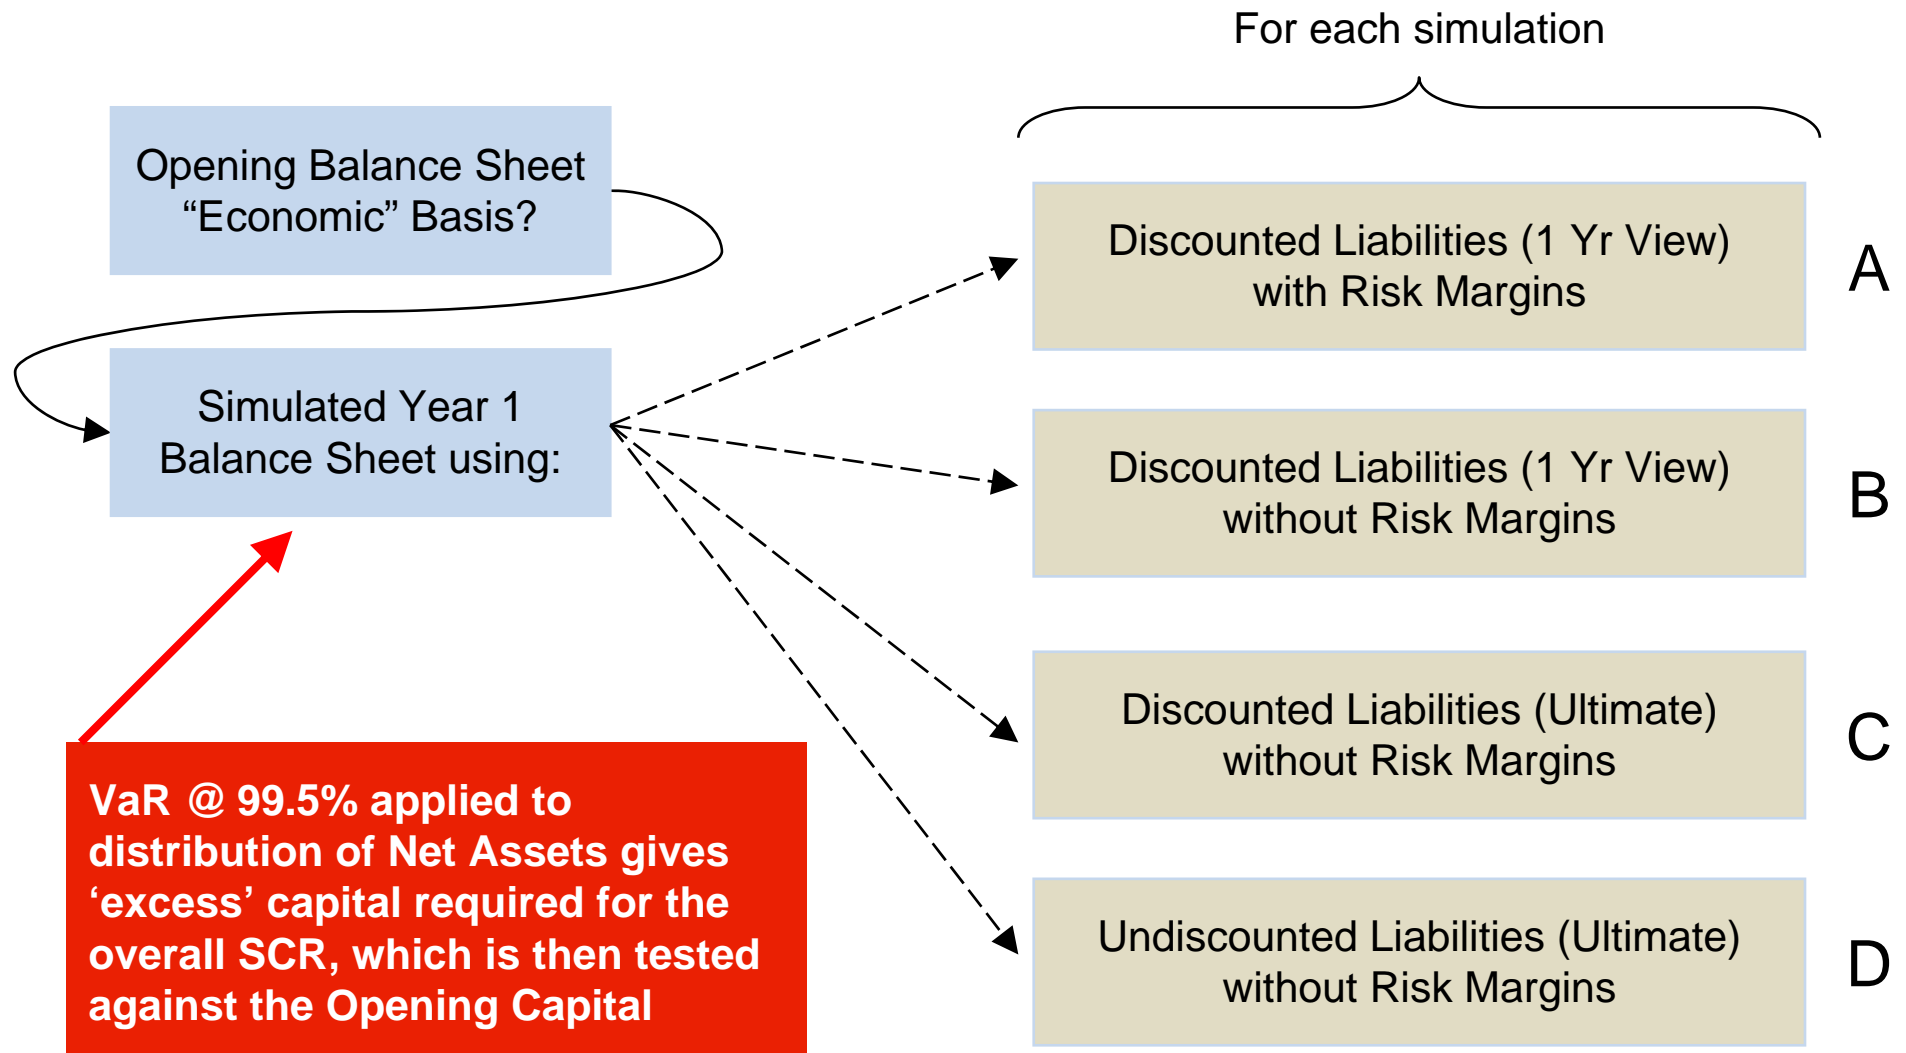 For each simulation
Opening Balance Sheet
“Economic” Basis?
Simulated Year 1
Balance Sheet using:
VaR @ 99.5% applied to
distribution of Net Assets gives
‘excess’ capital required for the
overall SCR, which is then tested
against the Opening Capital
Discounted Liabilities (1 Yr View)
with Risk Margins
A
Discounted Liabilities (1 Yr View)
without Risk Margins
B
Discounted Liabilities (Ultimate)
without Risk Margins
C
Undiscounted Liabilities (Ultimate)
without Risk Margins
D